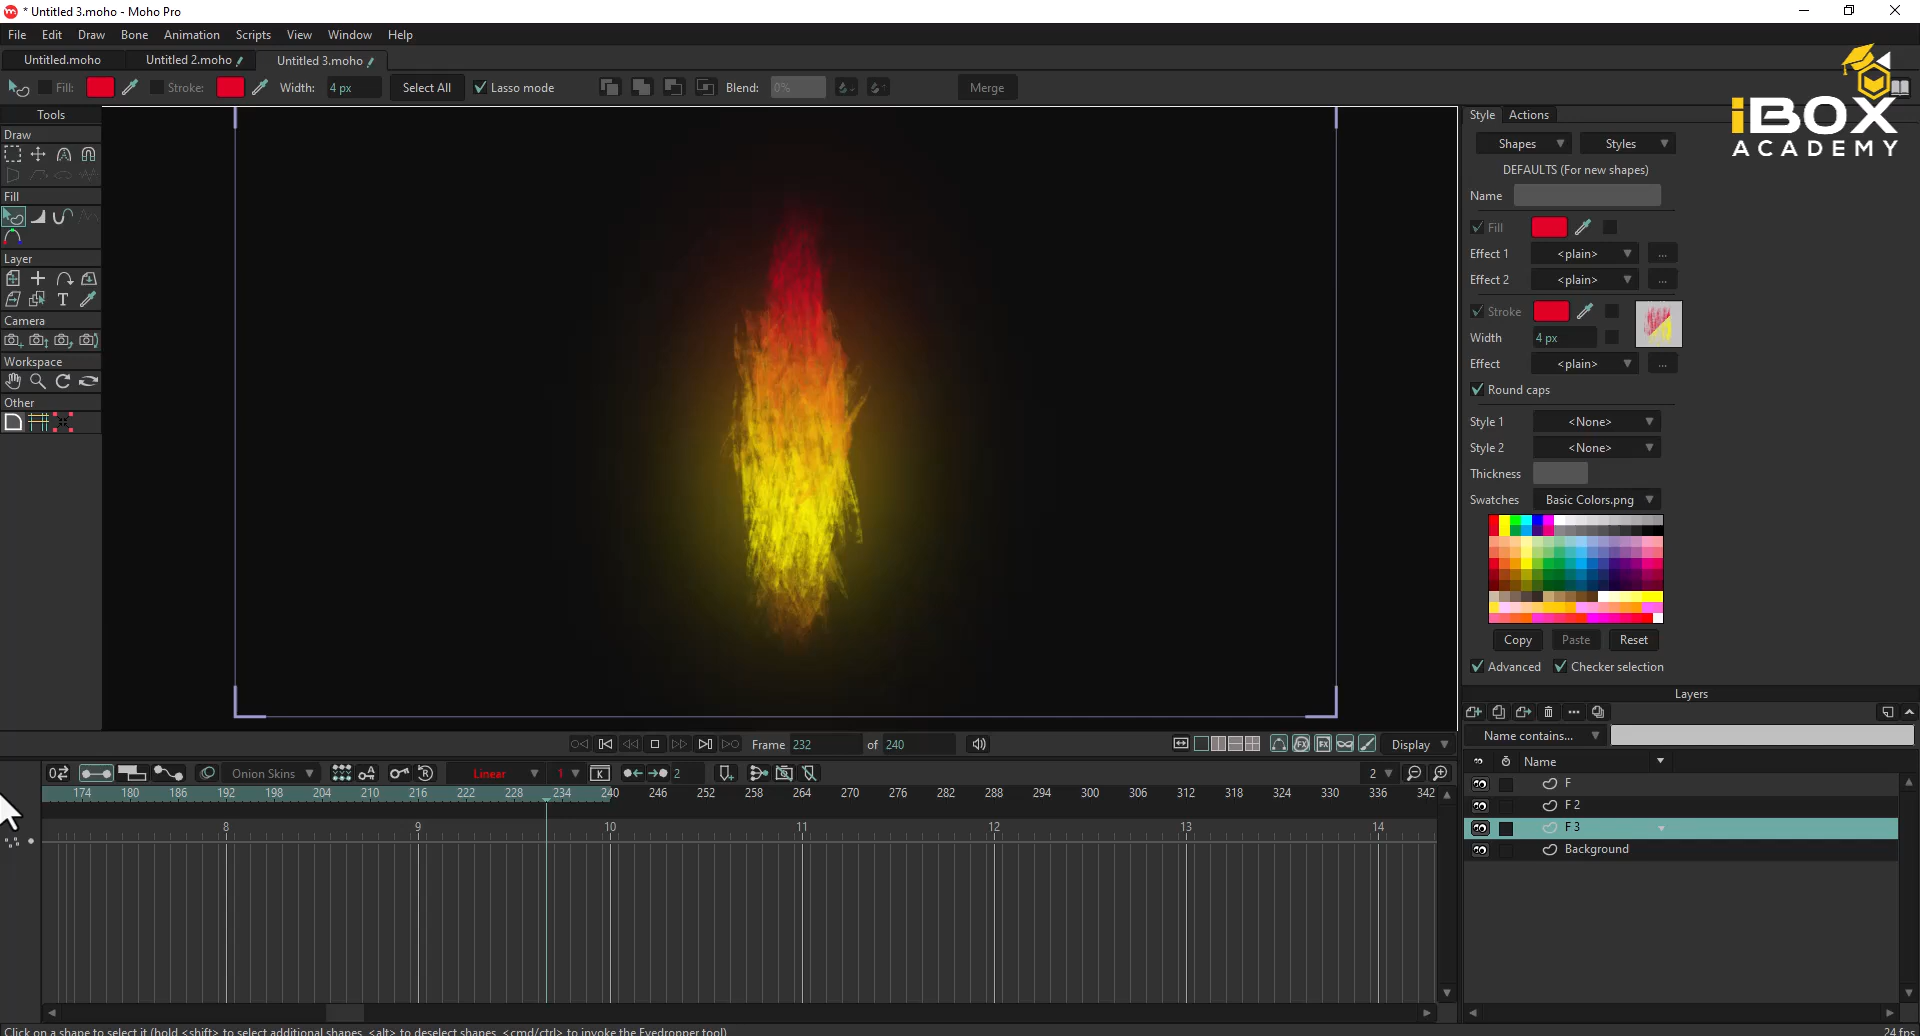 * Untitled 3.moho - Moho Pro
File Edit Draw Bone Animation Scripts View Window Help
Untitled.moho Untitled 2.moho Untitled 3.moho
Fill: Stroke: Width: 4 px Select All Lasso mode Blend: 0% Merge
iBOX
ACADEMY
Tools
Draw
Fill
Layer
Camera
Workspace
Other
Style Actions
Shapes Styles
DEFAULTS (For new shapes)
Name
Fill
Effect 1 <plain> ...
Effect 2 <plain> ...
Stroke
Width 4 px
Effect <plain> ...
Round caps
Style 1 <None>
Style 2 <None>
Thickness
Swatches Basic Colors.png
Copy Paste Reset
Advanced Checker selection
Layers
Name contains...
Name
F
F 2
F 3
Background
Frame 232 of 240 Display
Onion Skins Linear 1 K 2 2
174 180 186 192 198 204 210 216 222 228 234 240 246 252 258 264 270 276 282 288 294 300 306 312 318 324 330 336 342
8 9 10 11 12 13 14
Click on a shape to select it (hold <shift> to select additional shapes, <alt> to deselect shapes, <cmd/ctrl> to invoke the Eyedropper tool)
24 fps